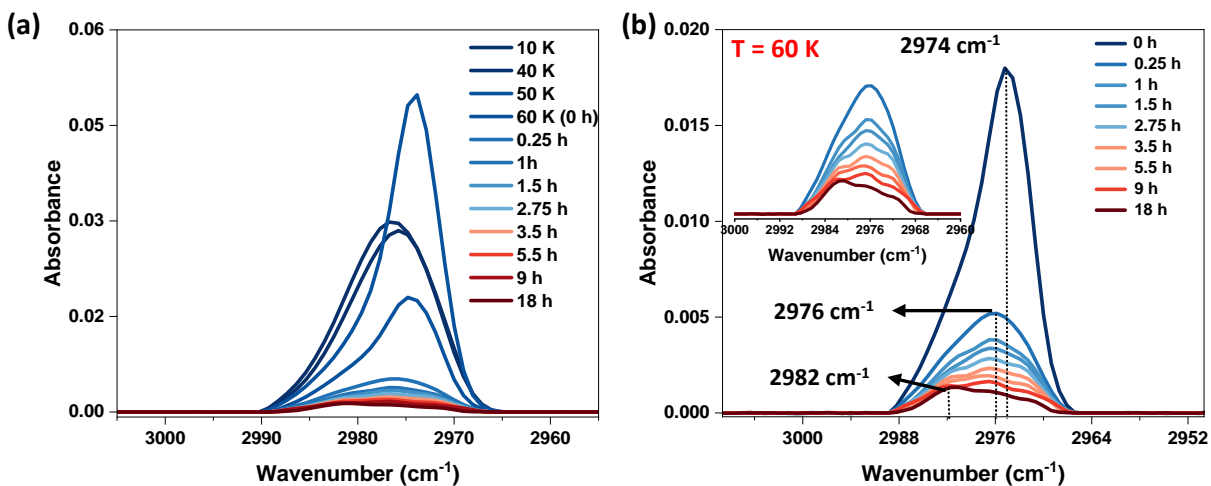 (a)
0.06
0.05
0.03
0.02
0.00
Absorbance
3000 2990 2980 2970 2960
Wavenumber (cm⁻¹)
10 K
40 K
50 K
60 K (0 h)
0.25 h
1h
1.5 h
2.75 h
3.5 h
5.5 h
9 h
18 h
(b)
0.020
0.015
0.010
0.005
0.000
Absorbance
3000 2988 2976 2964 2952
Wavenumber (cm⁻¹)
T = 60 K
3000 2992 2984 2976 2968 2960
Wavenumber (cm⁻¹)
2974 cm⁻¹
2976 cm⁻¹
2982 cm⁻¹
0 h
0.25 h
1 h
1.5 h
2.75 h
3.5 h
5.5 h
9 h
18 h